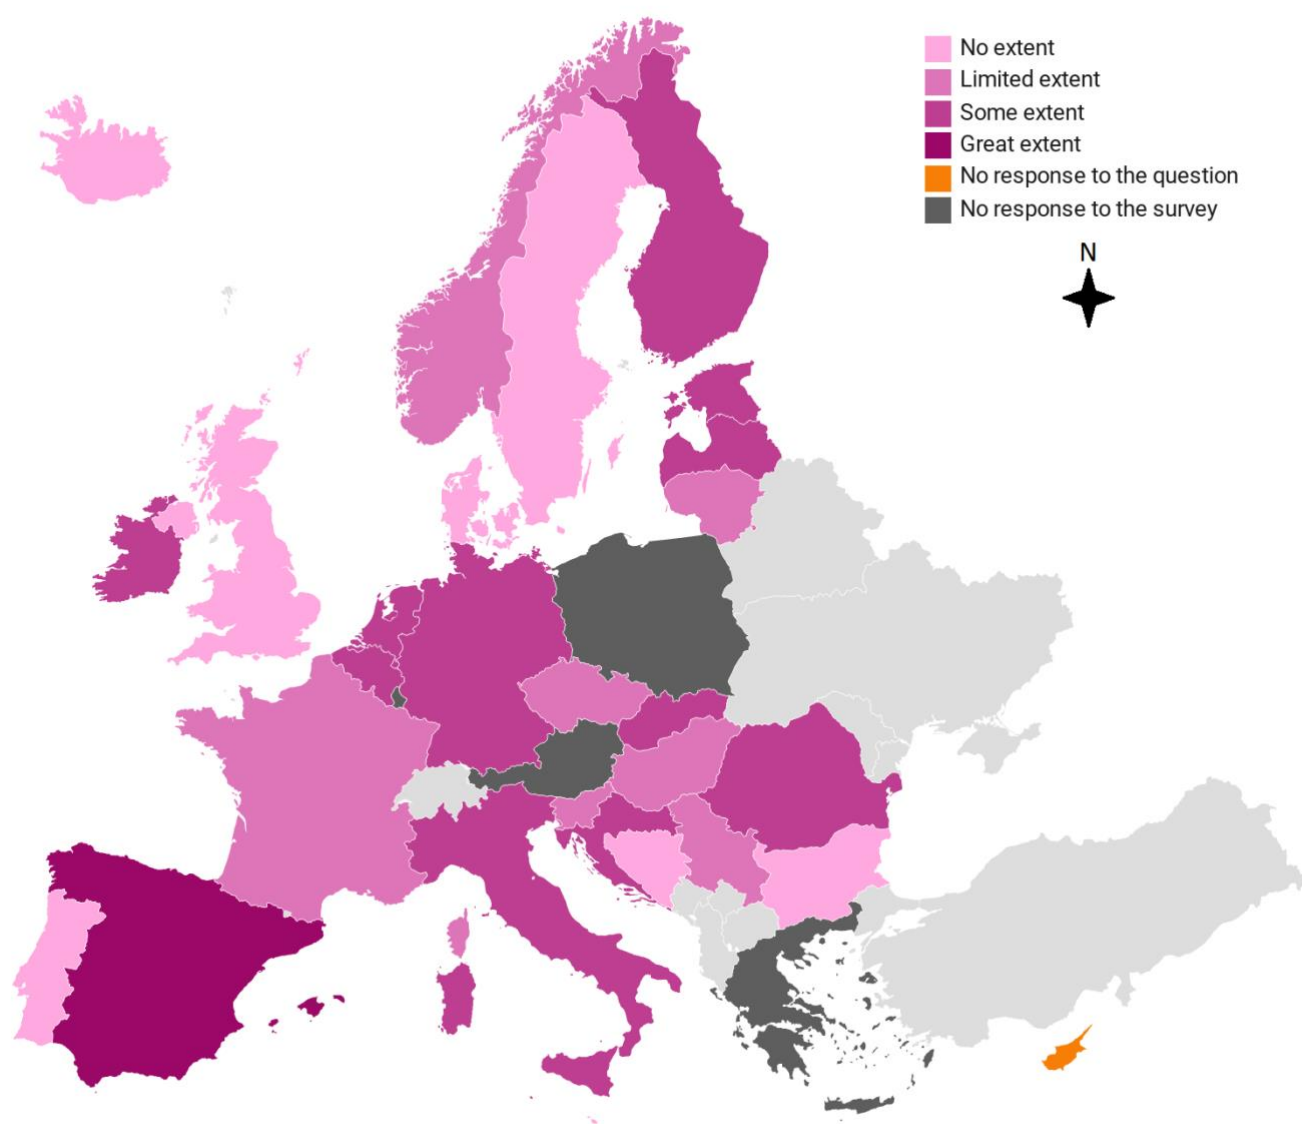 No extent
Limited extent
Some extent
Great extent
No response to the question
No response to the survey
N